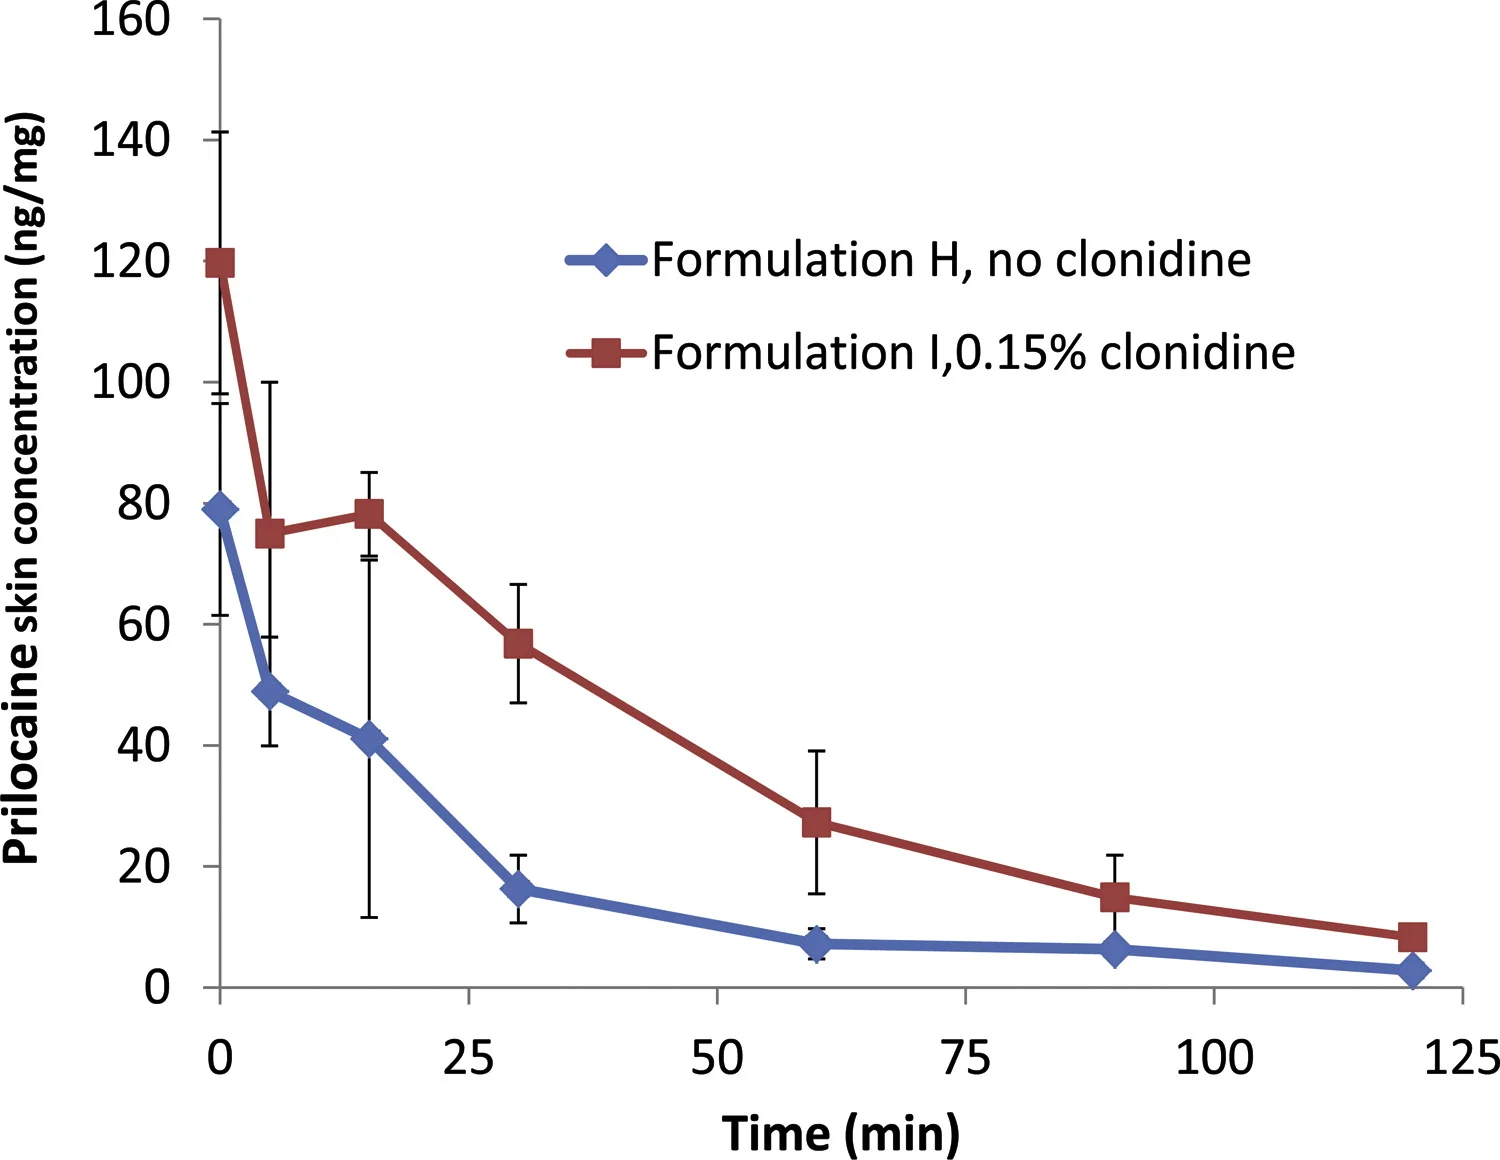 Prilocaine skin concentration (ng/mg)
160
140
120
100
80
60
40
20
0
Formulation H, no clonidine
Formulation I,0.15% clonidine
0 25 50 75 100 125
Time (min)